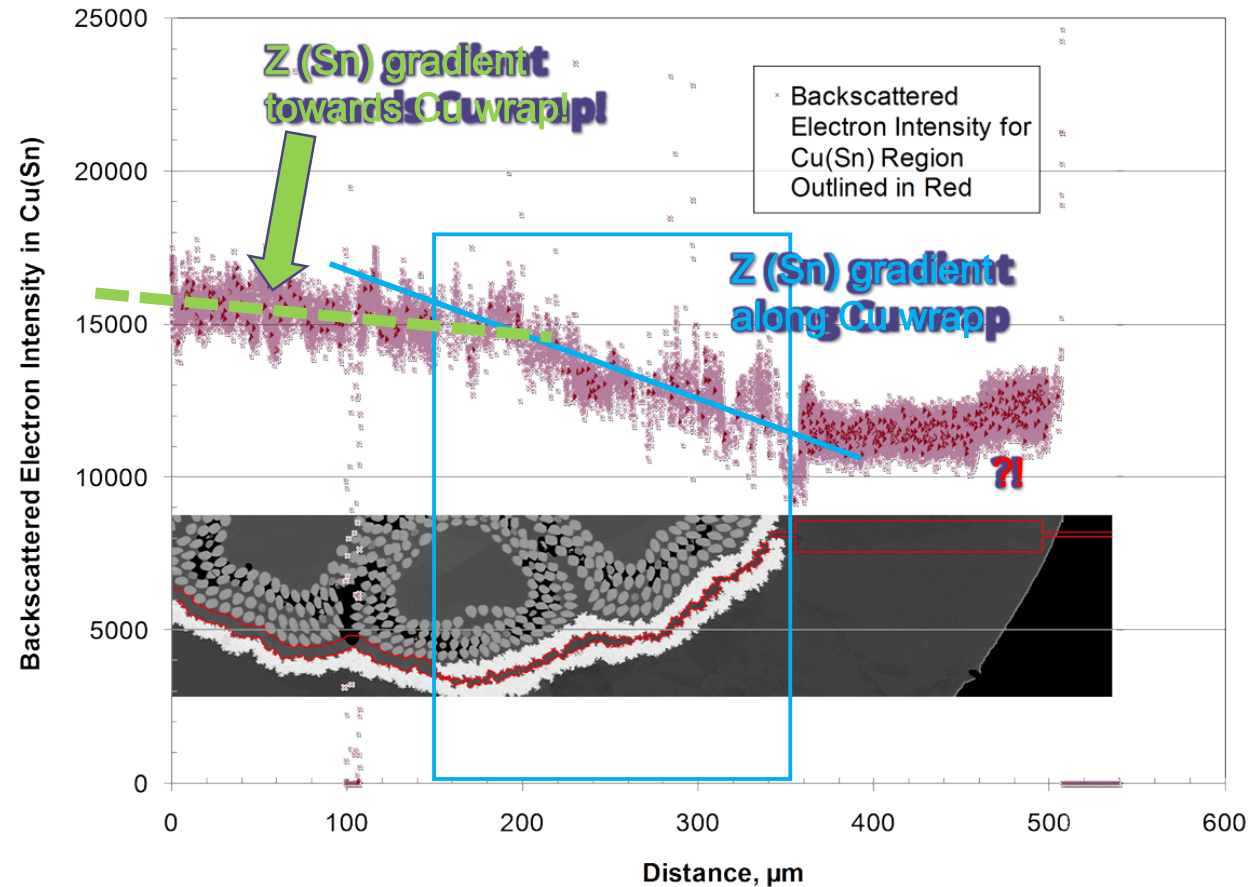 25000
20000
15000
10000
5000
0
Backscattered Electron Intensity in Cu(Sn)
Z (Sn) gradient
towards Cu wrap!
Backscattered
Electron Intensity for
Cu(Sn) Region
Outlined in Red
Z (Sn) gradient
along Cu wrap
?!
0 100 200 300 400 500 600
Distance, µm